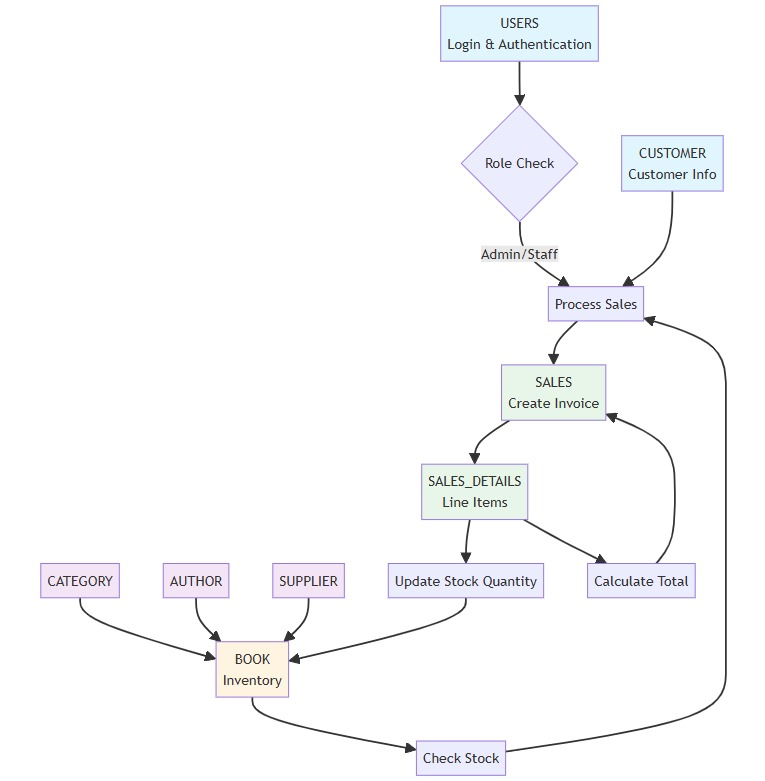 USERS
Login & Authentication
Role Check
CUSTOMER
Customer Info
Admin/Staff
Process Sales
SALES
Create Invoice
SALES_DETAILS
Line Items
CATEGORY
AUTHOR
SUPPLIER
Update Stock Quantity
Calculate Total
BOOK
Inventory
Check Stock